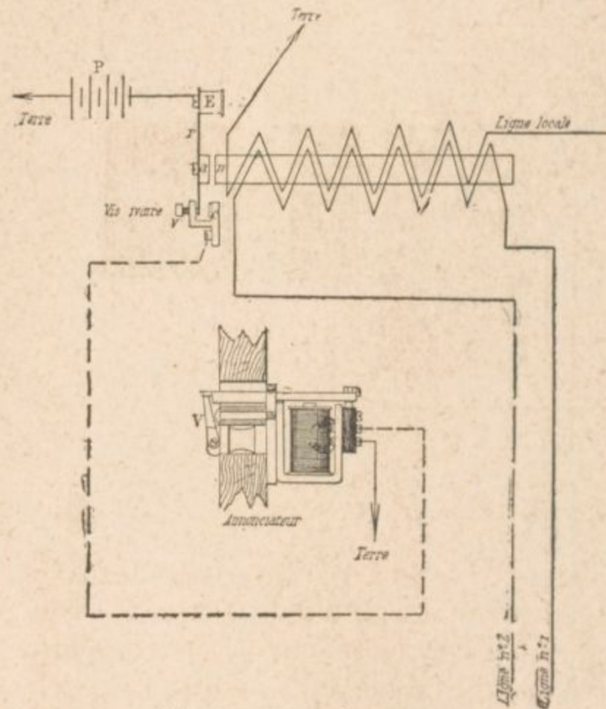 Terre
P
Terre
E
r
Ligne locale
a n
Vis ivoire
V
V
Annonciateur
Terre
Ligne n° 2
Ligne n° 1